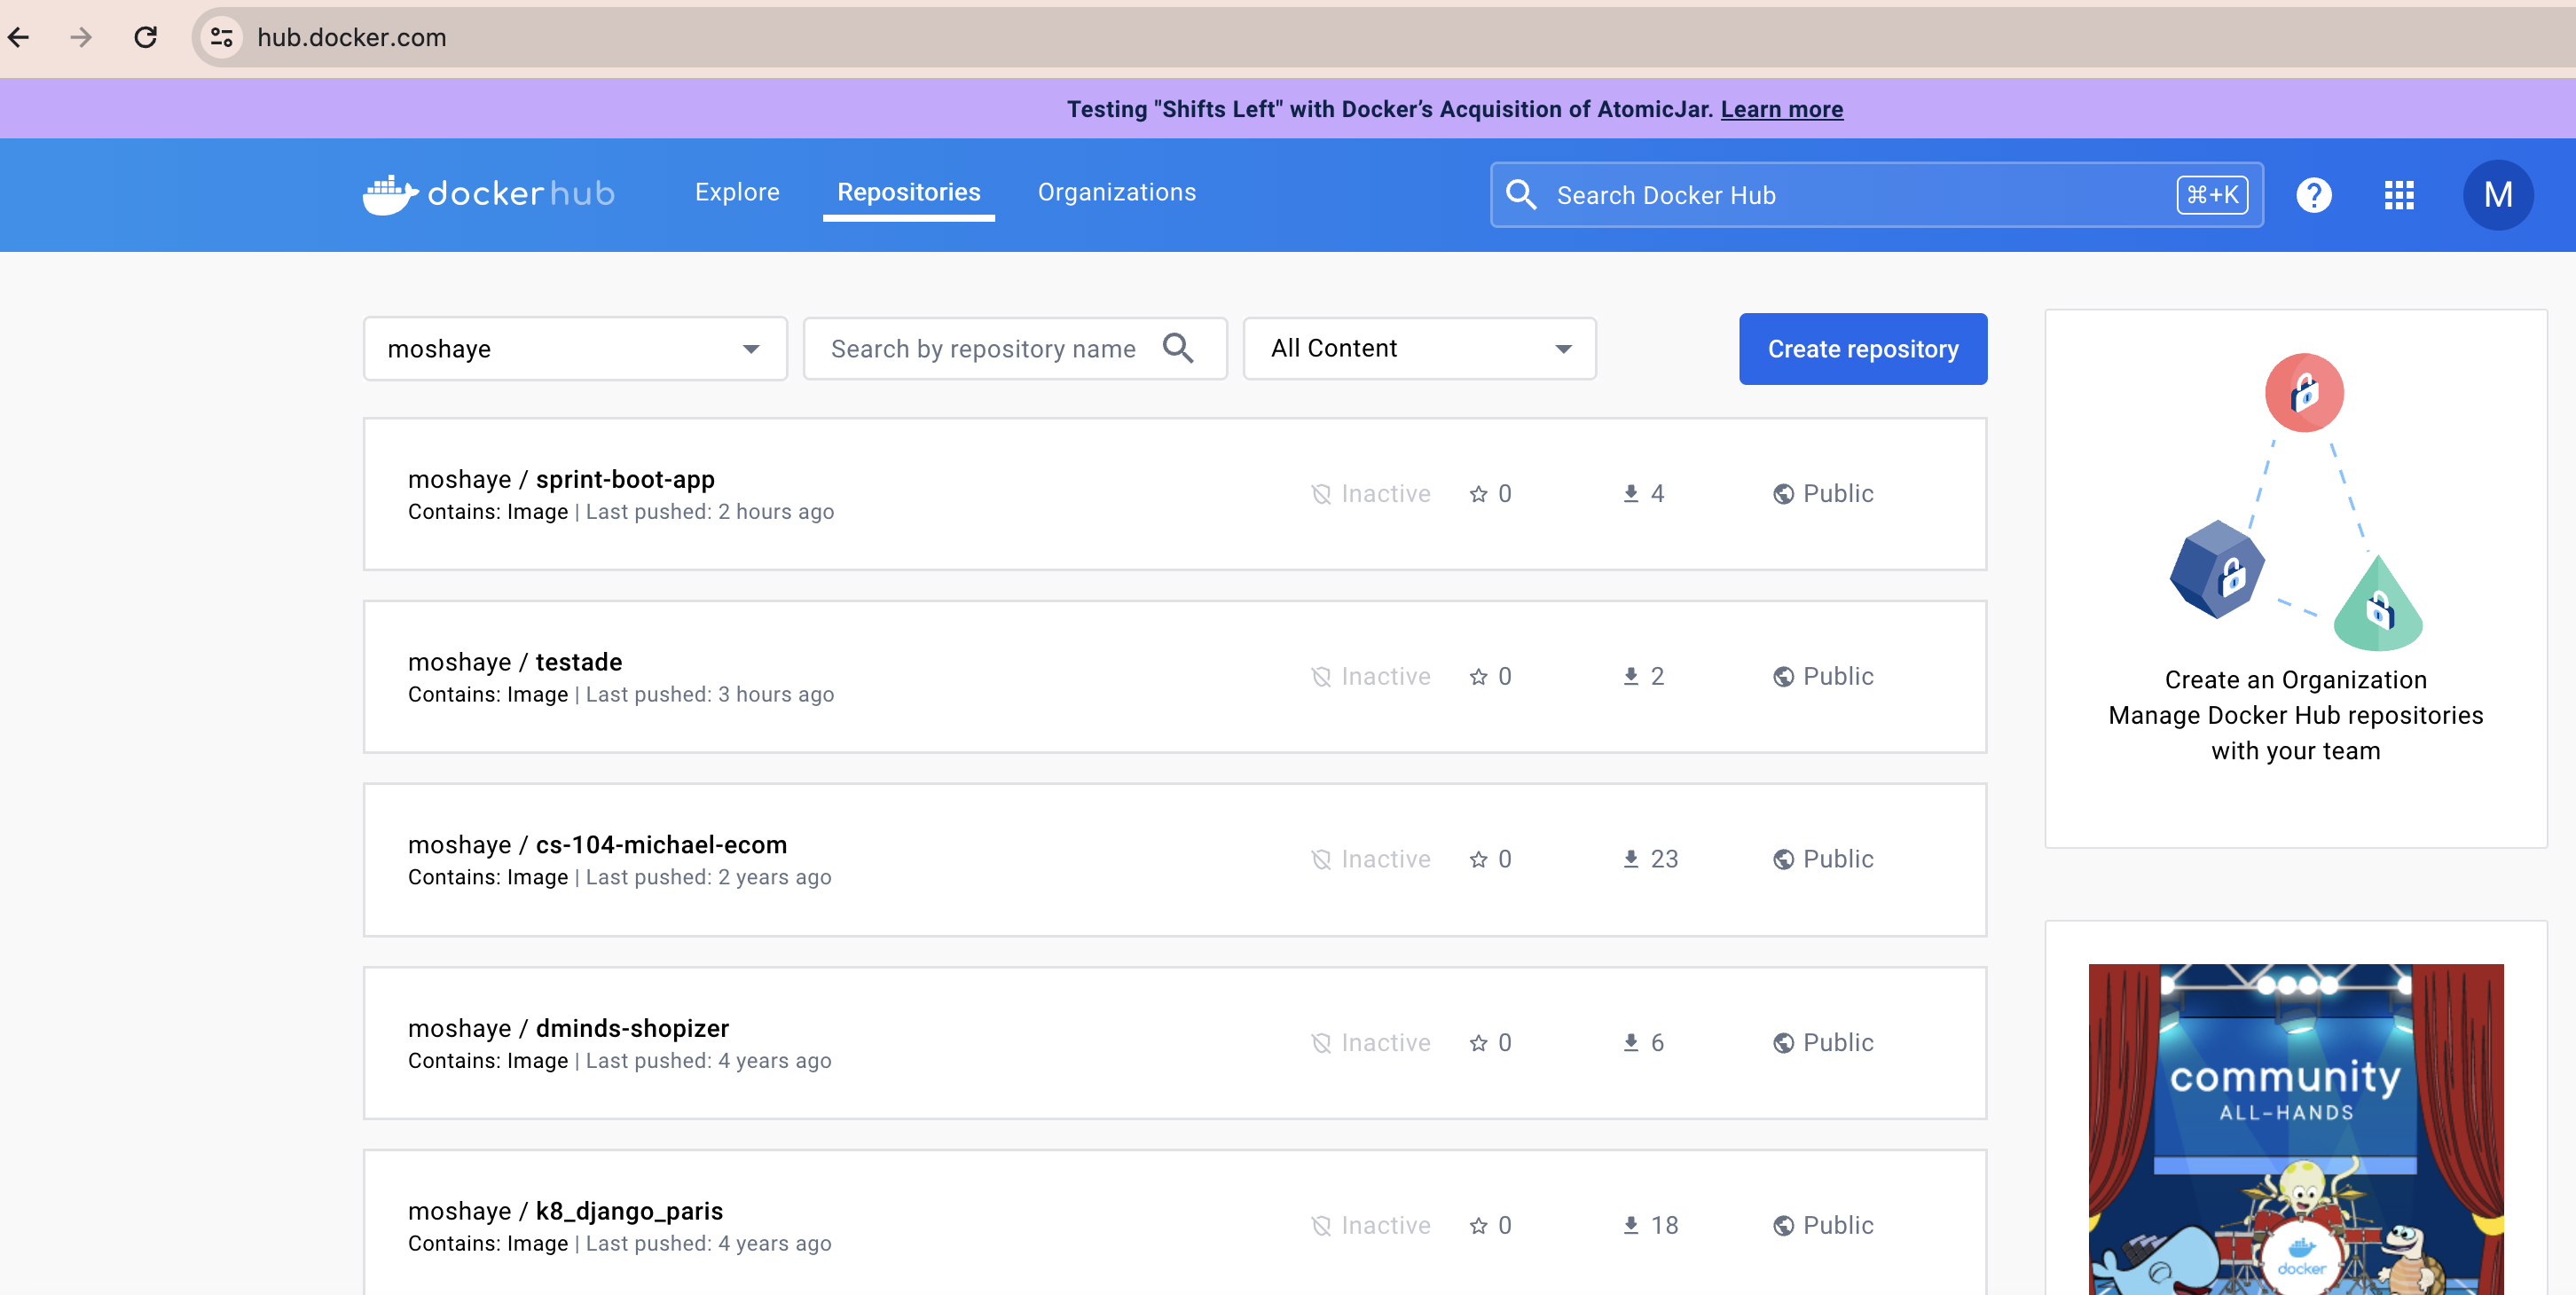 hub.docker.com
Testing "Shifts Left" with Docker’s Acquisition of AtomicJar. Learn more
dockerhub
Explore
Repositories
Organizations
Search Docker Hub
⌘+K
?
M
moshaye
Search by repository name
All Content
Create repository
moshaye / sprint-boot-app
Contains: Image | Last pushed: 2 hours ago
Inactive
0
4
Public
moshaye / testade
Contains: Image | Last pushed: 3 hours ago
Inactive
0
2
Public
moshaye / cs-104-michael-ecom
Contains: Image | Last pushed: 2 years ago
Inactive
0
23
Public
moshaye / dminds-shopizer
Contains: Image | Last pushed: 4 years ago
Inactive
0
6
Public
moshaye / k8_django_paris
Contains: Image | Last pushed: 4 years ago
Inactive
0
18
Public
Create an Organization
Manage Docker Hub repositories
with your team
community
ALL-HANDS
docker